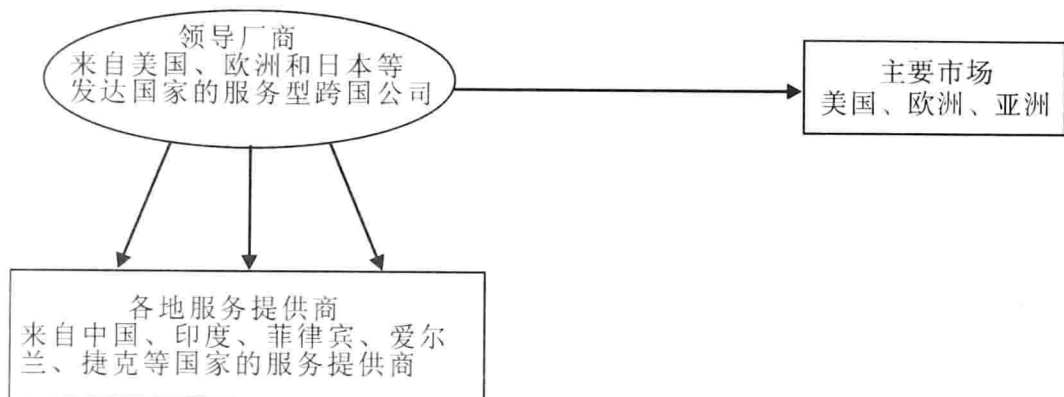 领导厂商
来自美国、欧洲和日本等
发达国家的服务型跨国公司
主要市场
美国、欧洲、亚洲
各地服务提供商
来自中国、印度、菲律宾、爱尔
兰、捷克等国家的服务提供商